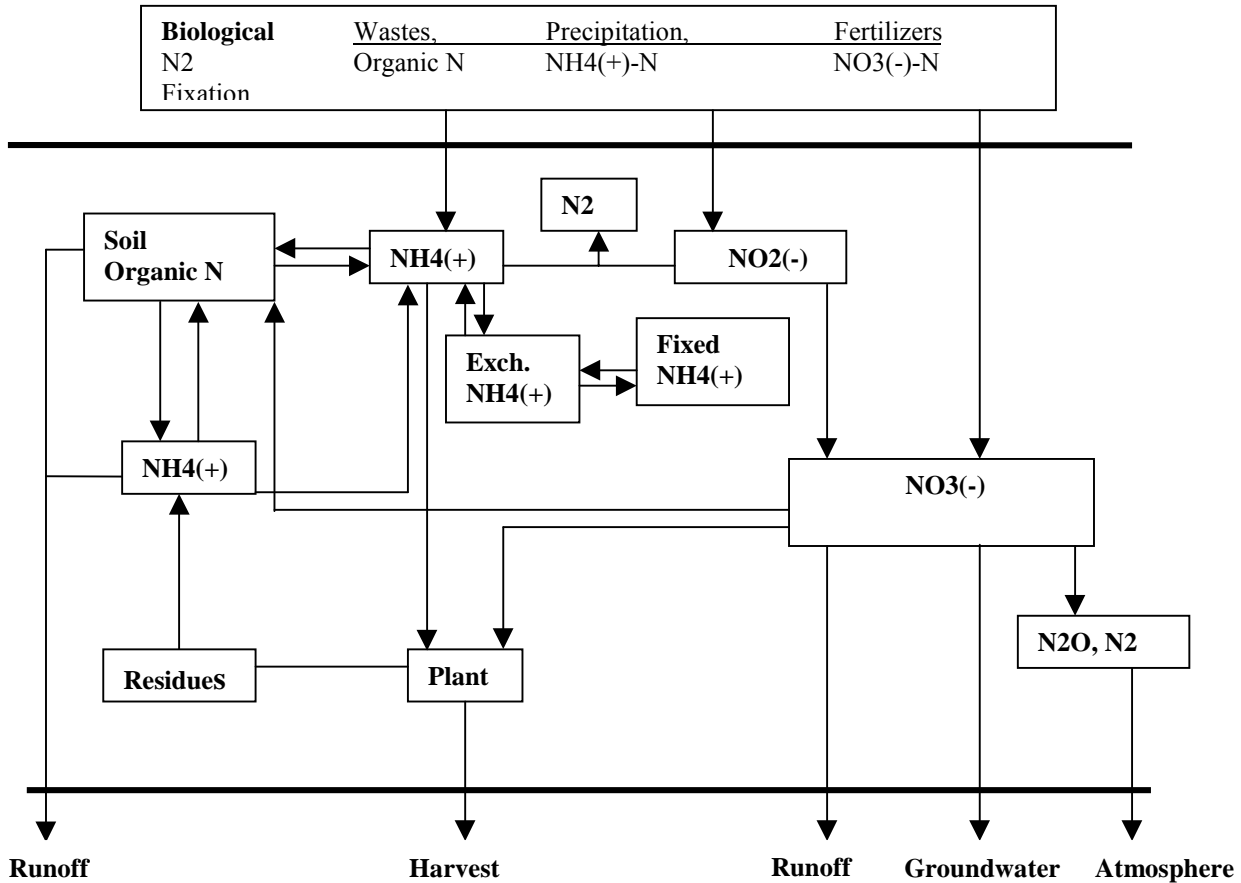 Biological Wastes, Precipitation, Fertilizers
N2 Organic N NH4(+)-N NO3(-)-N
Fixation
N2
Soil
Organic N
NH4(+)
NO2(-)
Exch.
NH4(+)
Fixed
NH4(+)
NH4(+)
NO3(-)
Residues
Plant
N2O, N2
Runoff Harvest Runoff Groundwater Atmosphere